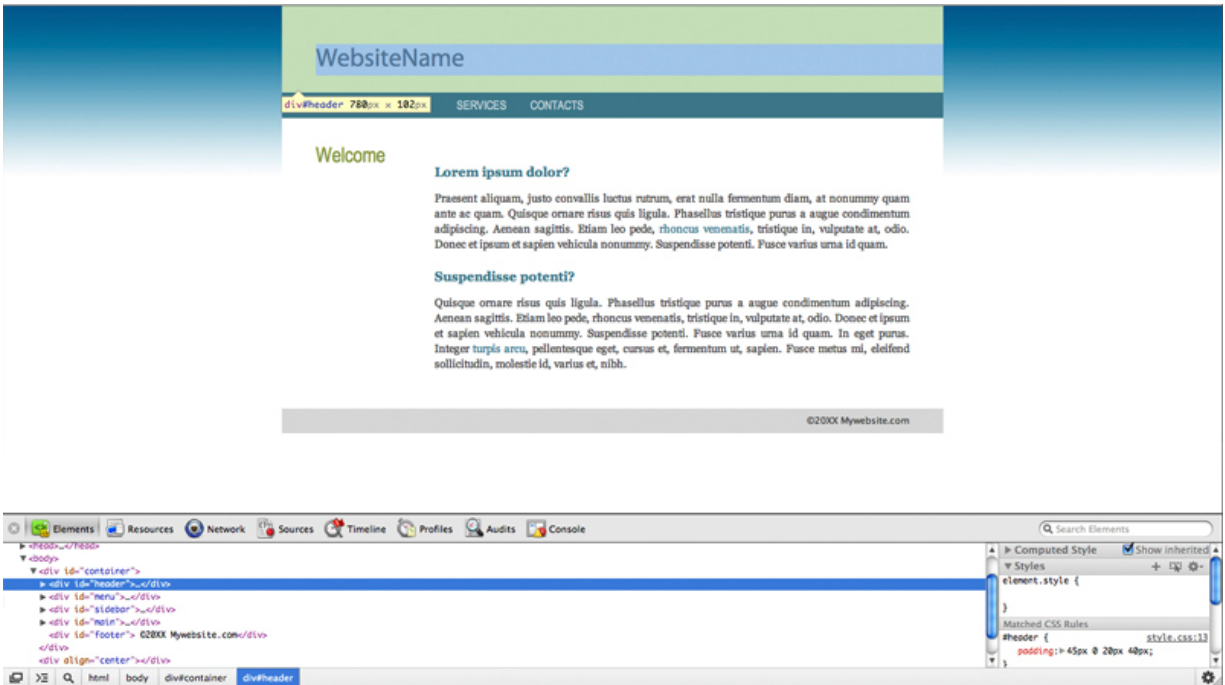 WebsiteName
div#header 780px × 102px
SERVICES CONTACTS
Welcome
Lorem ipsum dolor?
Praesent aliquam, justo convallis luctus rutrum, erat nulla fermentum diam, at nonummy quam
ante ac quam. Quisque ornare risus quis ligula. Phasellus tristique purus a augue condimentum
adipiscing. Aenean sagittis. Etiam leo pede, rhoncus venenatis, tristique in, vulputate at, odio.
Donec et ipsum et sapien vehicula nonummy. Suspendisse potenti. Fusce varius urna id quam.
Suspendisse potenti?
Quisque ornare risus quis ligula. Phasellus tristique purus a augue condimentum adipiscing.
Aenean sagittis. Etiam leo pede, rhoncus venenatis, tristique in, vulputate at, odio. Donec et ipsum
et sapien vehicula nonummy. Suspendisse potenti. Fusce varius urna id quam. In eget purus.
Integer turpis arcu, pellentesque eget, cursus et, fermentum ut, sapien. Fusce metus mi, eleifend
sollicitudin, molestie id, varius et, nibh.
©20XX Mywebsite.com
Elements Resources Network Sources Timeline Profiles Audits Console Search Elements
<head>…</head>
<body>
<div id="container">
<div id="header">…</div>
<div id="menu">…</div>
<div id="sidebar">…</div>
<div id="main">…</div>
<div id="footer"> ©20XX Mywebsite.com</div>
</div>
<div align="center"></div>
Computed Style Show inherited
Styles
element.style {
}
Matched CSS Rules
#header { style.css:13
padding: 45px 0 20px 40px;
}
html body div#container div#header